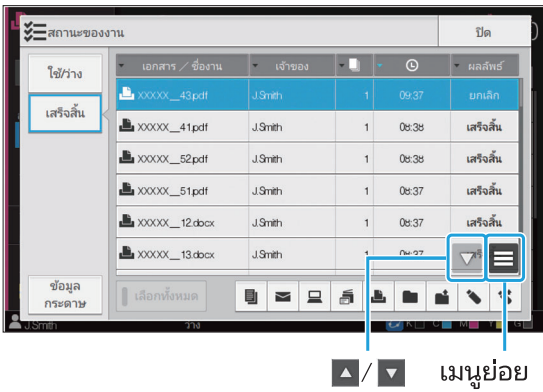 สถานะของงาน
ปิด
ใช้/ว่าง
เสร็จสิ้น
เอกสาร / ชื่องาน เจ้าของ ผลลัพธ์
XXXXX__43.pdf J.Smith 1 09:37 ยกเลิก
XXXXX__41.pdf J.Smith 1 08:38 เสร็จสิ้น
XXXXX__52.pdf J.Smith 1 08:38 เสร็จสิ้น
XXXXX__51.pdf J.Smith 1 08:37 เสร็จสิ้น
XXXXX__12.docx J.Smith 1 08:37 เสร็จสิ้น
XXXXX__13.docx J.Smith 1 08:37
ข้อมูล
กระดาษ
เลือกทั้งหมด
J.Smith ว่าง K C M Y G
/ เมนูย่อย